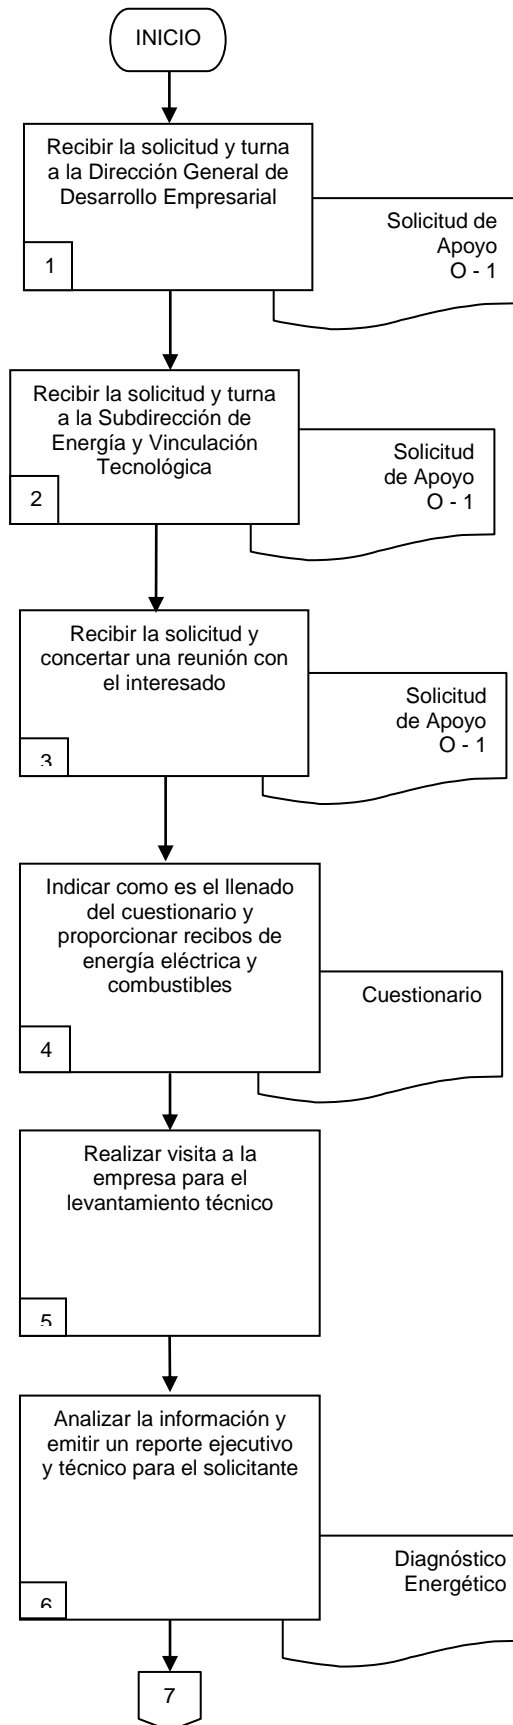 INICIO
Recibir la solicitud y turna
a la Dirección General de
Desarrollo Empresarial
1
Solicitud de
Apoyo
O - 1
Recibir la solicitud y turna
a la Subdirección de
Energía y Vinculación
Tecnológica
2
Solicitud
de Apoyo
O - 1
Recibir la solicitud y
concertar una reunión con
el interesado
3
Solicitud
de Apoyo
O - 1
Indicar como es el llenado
del cuestionario y
proporcionar recibos de
energía eléctrica y
combustibles
4
Cuestionario
Realizar visita a la
empresa para el
levantamiento técnico
5
Analizar la información y
emitir un reporte ejecutivo
y técnico para el solicitante
6
Diagnóstico
Energético
7